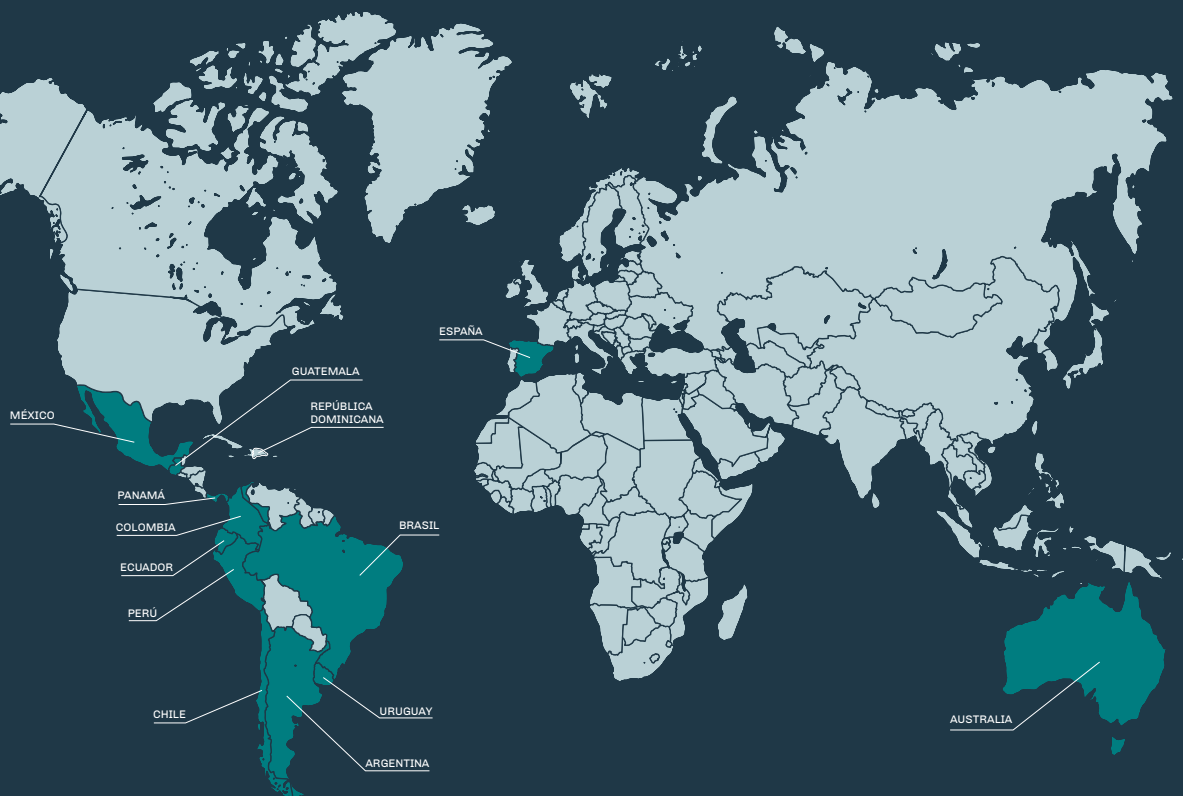 ESPAÑA
GUATEMALA
REPÚBLICA
DOMINICANA
MÉXICO
PANAMÁ
COLOMBIA
BRASIL
ECUADOR
PERÚ
CHILE
URUGUAY
AUSTRALIA
ARGENTINA